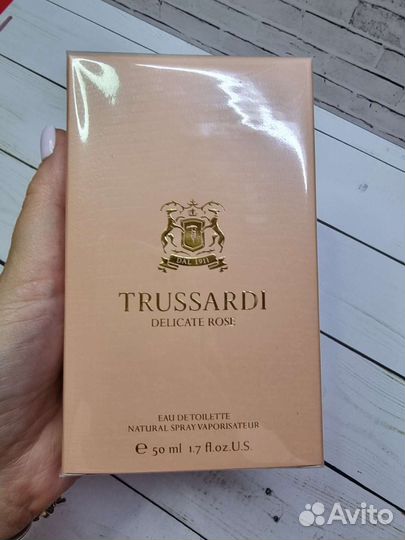 DAL 1911
TRUSSARDI
DELICATE ROSE
EAU DE TOILETTE
NATURAL SPRAY VAPORISATEUR
℮ 50 ml 1.7 fl.oz.U.S.
Avito